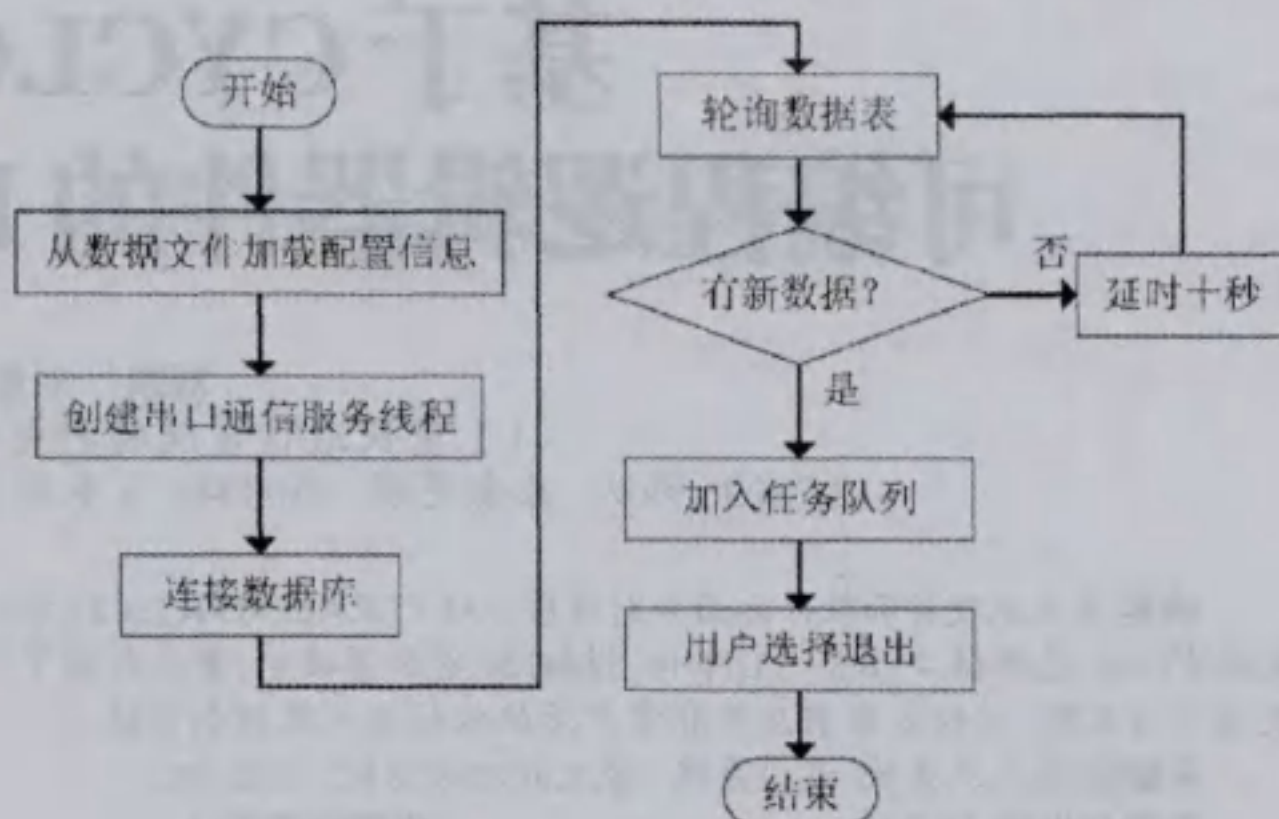 开始
从数据文件加载配置信息
创建串口通信服务线程
连接数据库
轮询数据表
有新数据?
否
延时十秒
是
加入任务队列
用户选择退出
结束